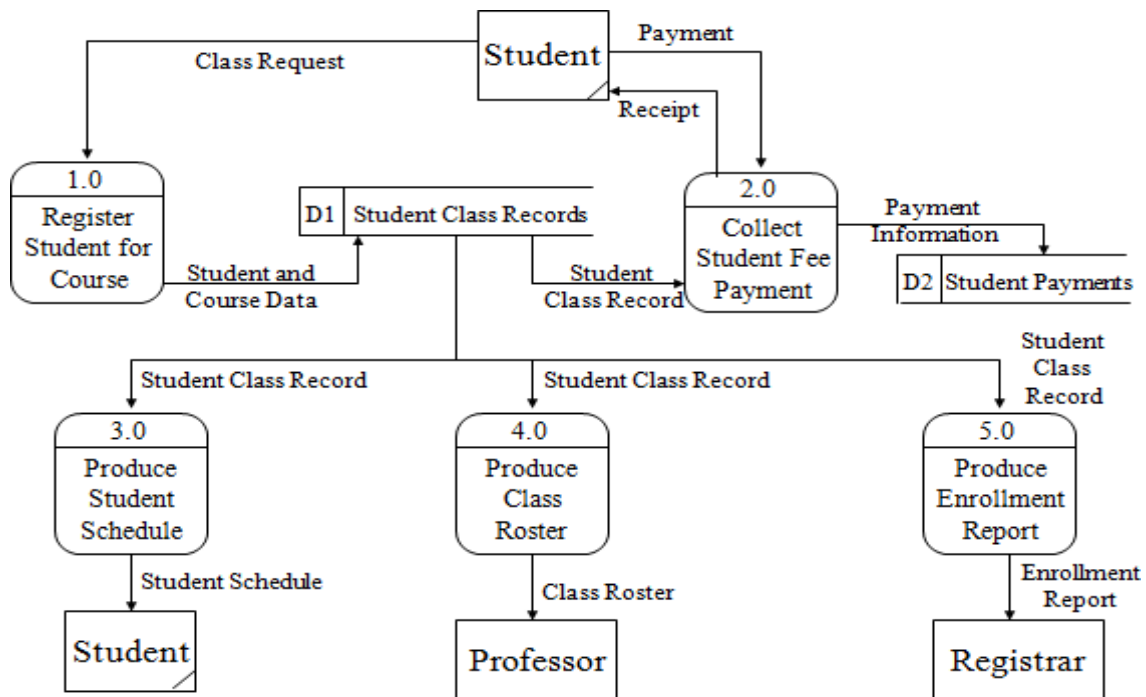 Student
Payment
Class Request
Receipt
1.0
Register
Student for
Course
D1
Student Class Records
2.0
Collect
Student Fee
Payment
Payment
Information
D2
Student Payments
Student and
Course Data
Student
Class Record
Student Class Record
Student Class Record
Student
Class
Record
3.0
Produce
Student
Schedule
4.0
Produce
Class
Roster
5.0
Produce
Enrollment
Report
Student Schedule
Class Roster
Enrollment
Report
Student
Professor
Registrar